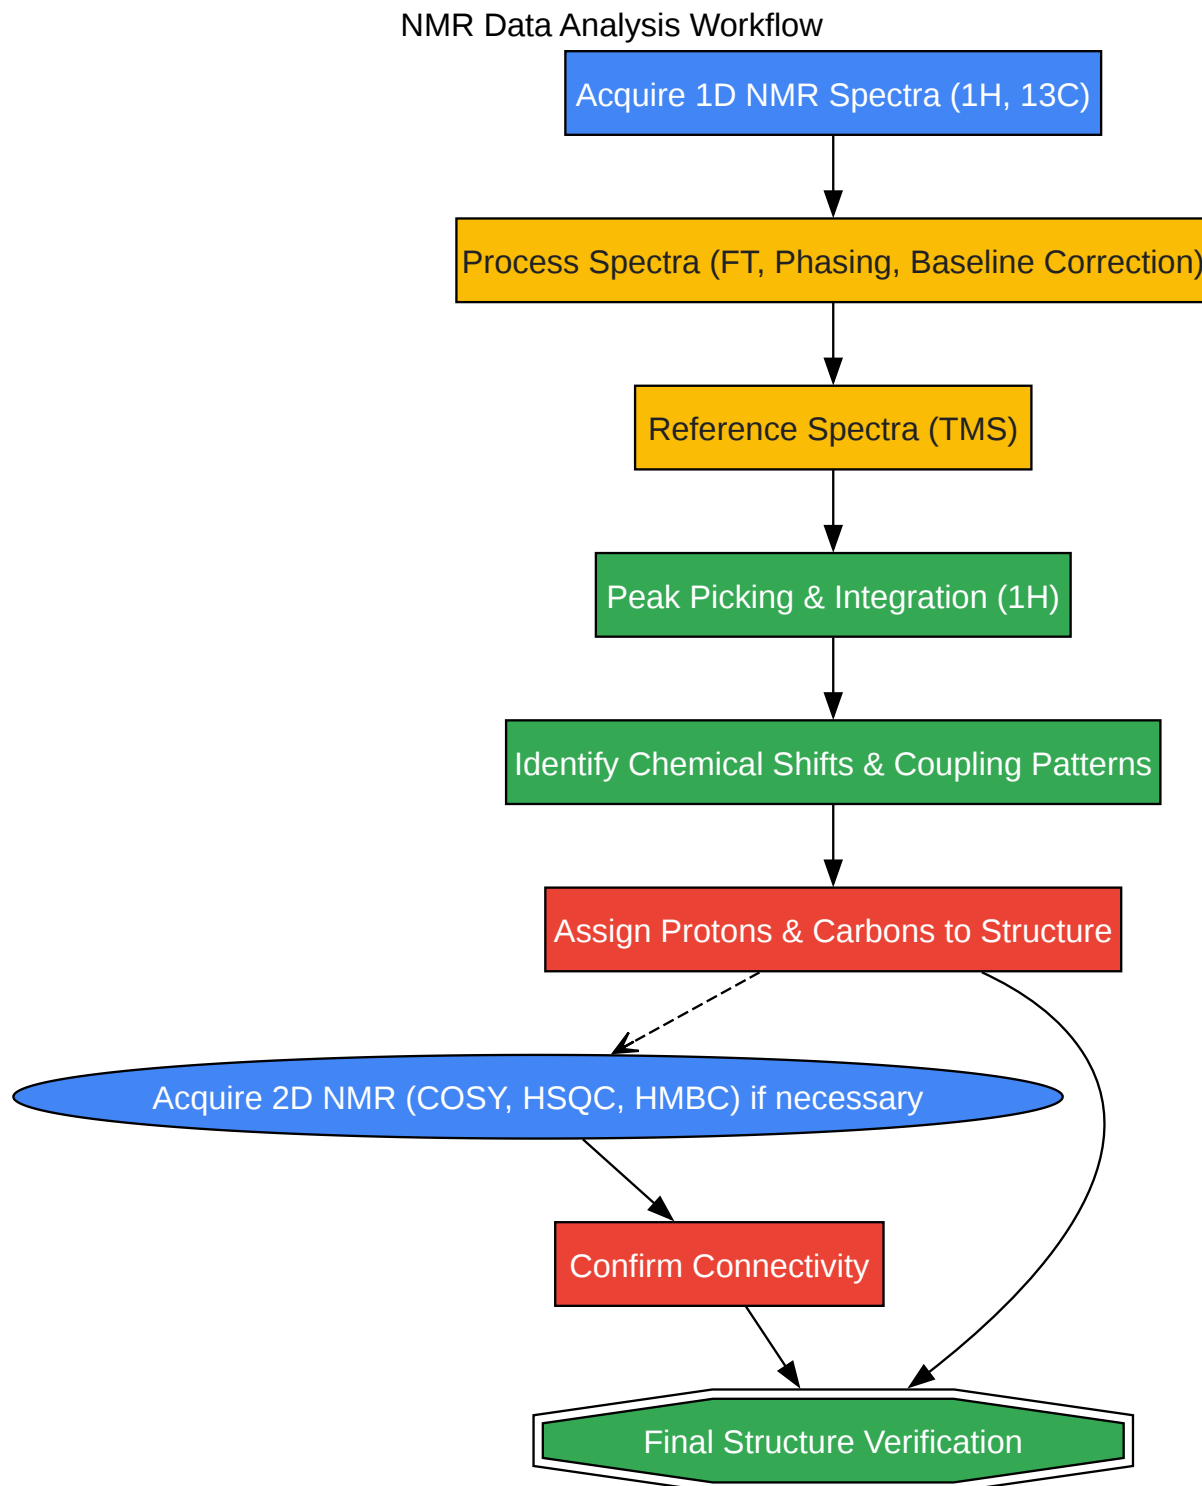 NMR Data Analysis Workflow
Acquire 1D NMR Spectra (1H, 13C)
Process Spectra (FT, Phasing, Baseline Correction)
Reference Spectra (TMS)
Peak Picking & Integration (1H)
Identify Chemical Shifts & Coupling Patterns
Assign Protons & Carbons to Structure
Acquire 2D NMR (COSY, HSQC, HMBC) if necessary
Confirm Connectivity
Final Structure Verification